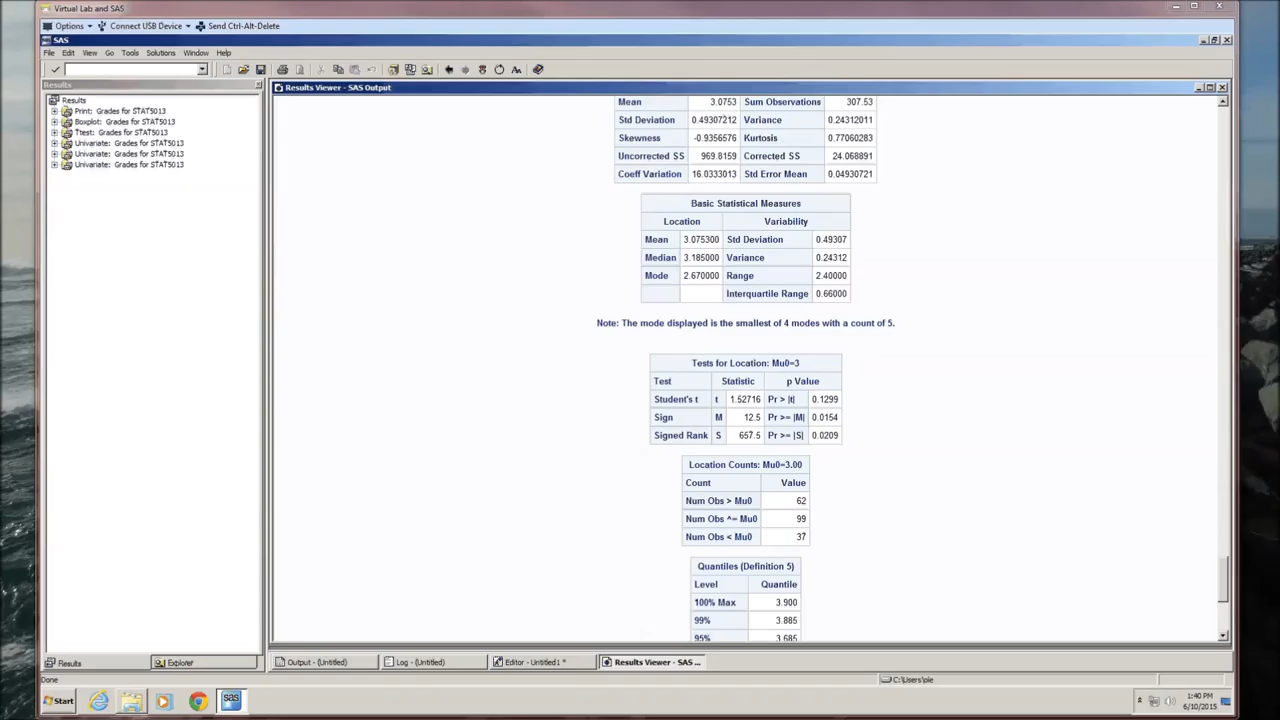 Virtual Lab and SAS
Options Connect USB Device Send Ctrl-Alt-Delete
SAS
File Edit View Go Tools Solutions Window Help
Results
Results Viewer - SAS Output
Results
Print: Grades for STAT5013
Boxplot: Grades for STAT5013
Ttest: Grades for STAT5013
Univariate: Grades for STAT5013
Univariate: Grades for STAT5013
Univariate: Grades for STAT5013
Mean 3.0753 Sum Observations 307.53
Std Deviation 0.49307212 Variance 0.24312011
Skewness -0.9356576 Kurtosis 0.77060283
Uncorrected SS 969.8159 Corrected SS 24.068891
Coeff Variation 16.0333013 Std Error Mean 0.04930721
Basic Statistical Measures
Location Variability
Mean 3.075300 Std Deviation 0.49307
Median 3.185000 Variance 0.24312
Mode 2.670000 Range 2.40000
Interquartile Range 0.66000
Note: The mode displayed is the smallest of 4 modes with a count of 5.
Tests for Location: Mu0=3
Test Statistic p Value
Student's t t 1.52716 Pr > |t| 0.1299
Sign M 12.5 Pr >= |M| 0.0154
Signed Rank S 657.5 Pr >= |S| 0.0209
Location Counts: Mu0=3.00
Count Value
Num Obs > Mu0 62
Num Obs ^= Mu0 99
Num Obs < Mu0 37
Quantiles (Definition 5)
Level Quantile
100% Max 3.900
99% 3.885
95% 3.685
Results Explorer Output - (Untitled) Log - (Untitled) Editor - Untitled1 * Results Viewer - SAS ...
Done C:\Users\ple
Start sas 1:40 PM
6/10/2015